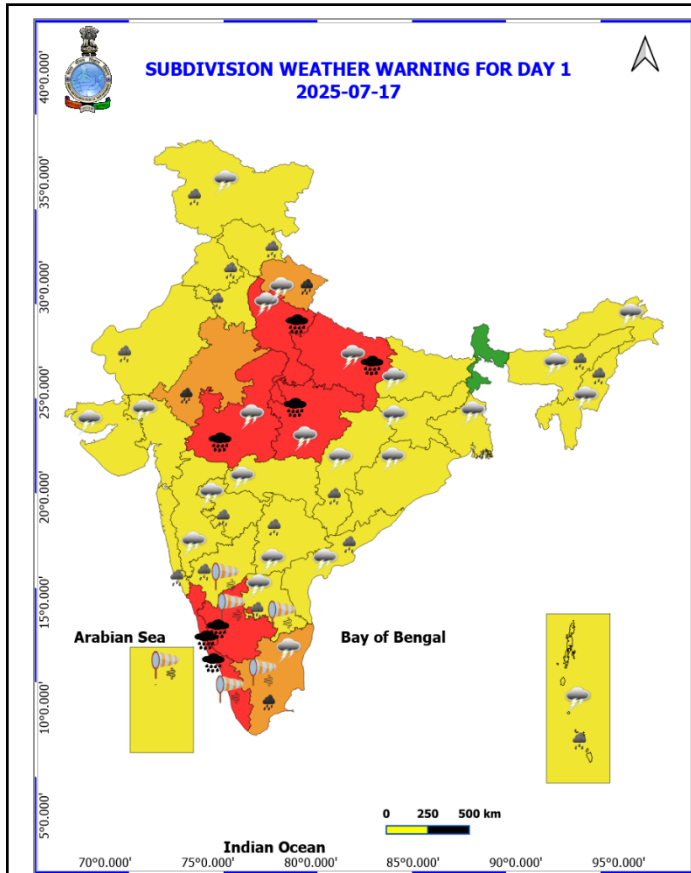 SUBDIVISION WEATHER WARNING FOR DAY 1
2025-07-17
40°0.000'
35°0.000'
30°0.000'
25°0.000'
20°0.000'
15°0.000'
10°0.000'
5°0.000'
Arabian Sea
Bay of Bengal
0 250 500 km
Indian Ocean
70°0.000' 75°0.000' 80°0.000' 85°0.000' 90°0.000' 95°0.000'